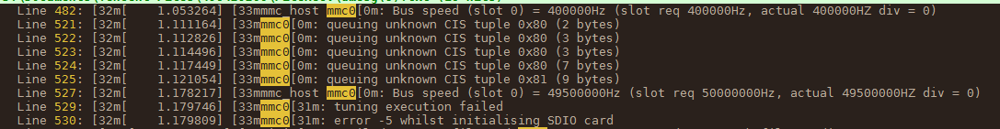 Line 482: [32m[    1.053264] [33mmmc_host mmc0[0m: Bus speed (slot 0) = 400000Hz (slot req 400000Hz, actual 400000HZ div = 0)
Line 521: [32m[    1.111164] [33mmmc0[0m: queuing unknown CIS tuple 0x80 (2 bytes)
Line 522: [32m[    1.112826] [33mmmc0[0m: queuing unknown CIS tuple 0x80 (3 bytes)
Line 523: [32m[    1.114496] [33mmmc0[0m: queuing unknown CIS tuple 0x80 (3 bytes)
Line 524: [32m[    1.117449] [33mmmc0[0m: queuing unknown CIS tuple 0x80 (7 bytes)
Line 525: [32m[    1.121054] [33mmmc0[0m: queuing unknown CIS tuple 0x81 (9 bytes)
Line 527: [32m[    1.178217] [33mmmc_host mmc0[0m: Bus speed (slot 0) = 49500000Hz (slot req 50000000Hz, actual 49500000HZ div = 0)
Line 529: [32m[    1.179746] [33mmmc0[31m: tuning execution failed
Line 530: [32m[    1.179809] [33mmmc0[31m: error -5 whilst initialising SDIO card